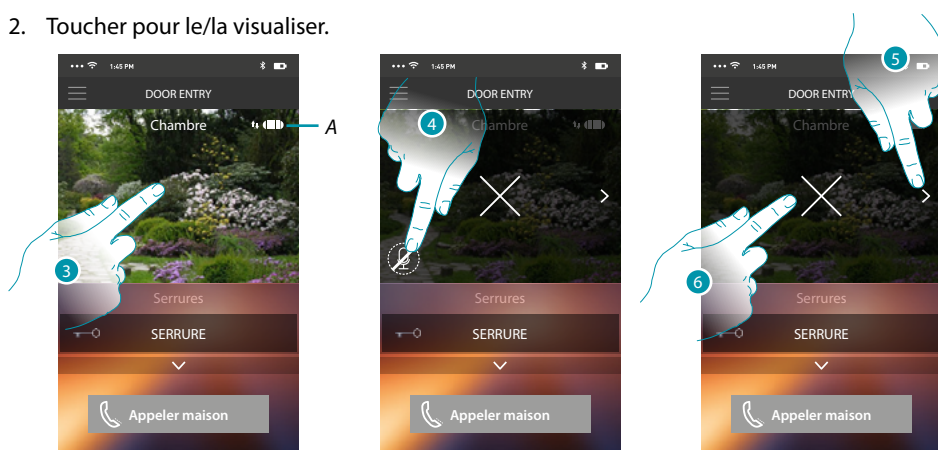 2. Toucher pour le/la visualiser.
1:45 PM
DOOR ENTRY
Chambre
A
3
Serrures
SERRURE
Appeler maison
1:45 PM
DOOR ENTRY
Chambre
4
Serrures
SERRURE
Appeler maison
1:45 PM
5
DOOR ENTRY
Chambre
6
Serrures
SERRURE
Appeler maison